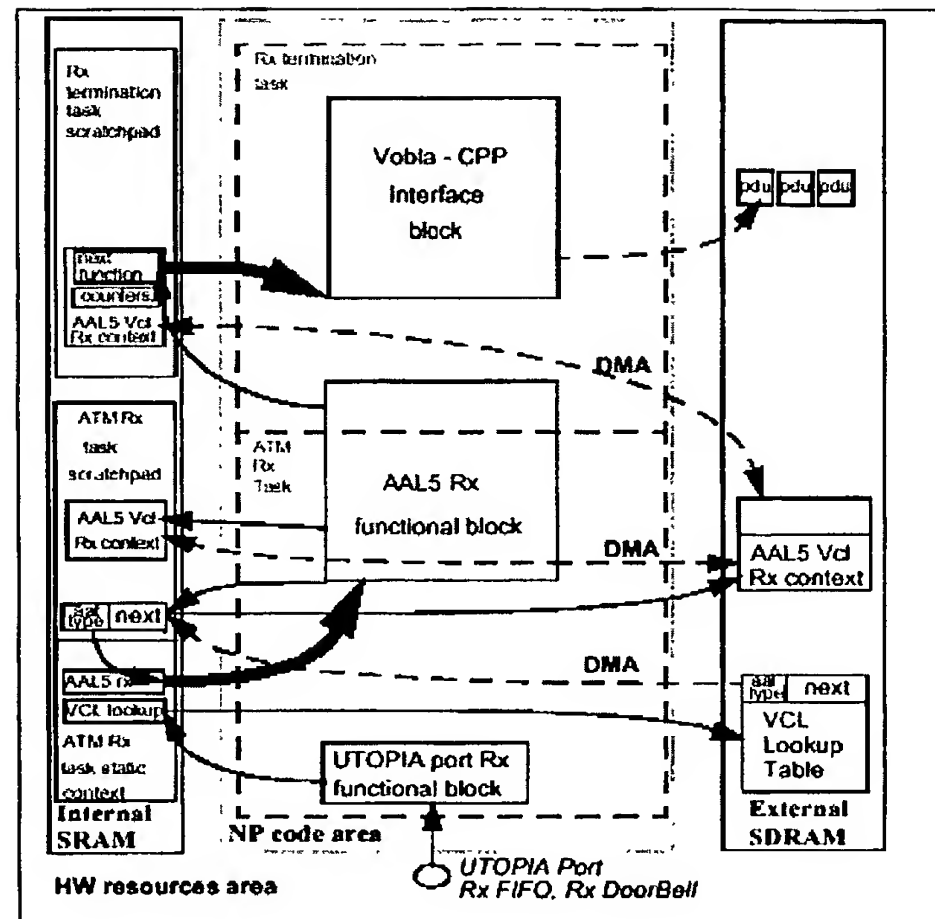 Rx
termination
task
scratchpad
next
function
counters
AAL5 Vcl
Rx context
ATM Rx
task
scratchpad
AAL5 Vcl
Rx context
aal
type
next
AAL5 rx
VCL lookup
ATM Rx
task static
context
Internal
SRAM
HW resources area
Rx termination
task
Vobla - CPP
Interface
block
ATM
Rx
Task
AAL5 Rx
functional block
UTOPIA port Rx
functional block
NP code area
UTOPIA Port
Rx FIFO, Rx DoorBell
DMA
DMA
DMA
pdu
pdu
pdu
AAL5 Vcl
Rx context
aal
type
next
VCL
Lookup
Table
External
SDRAM